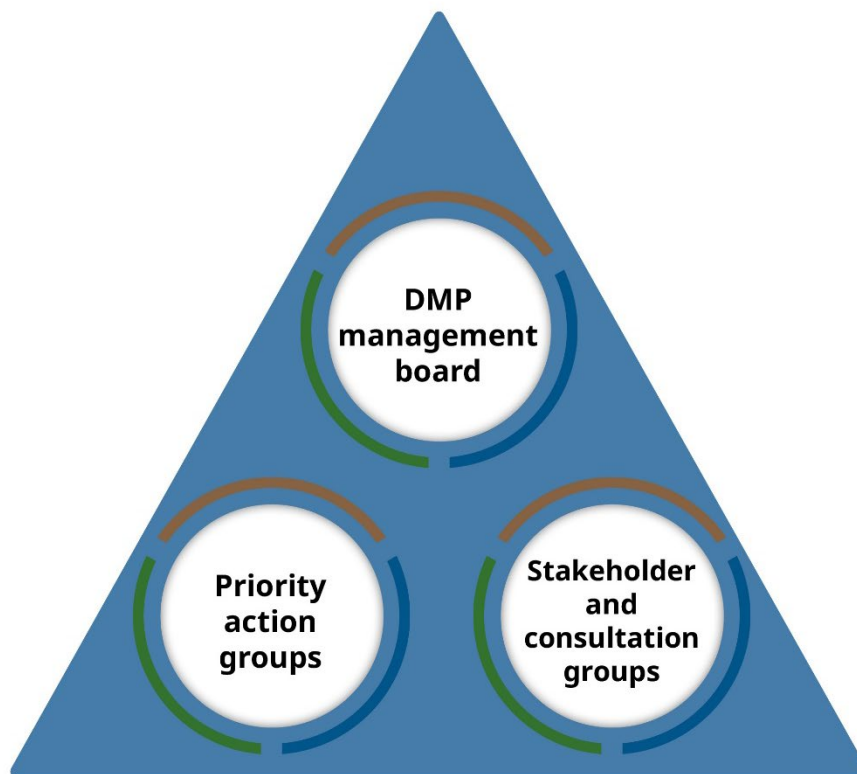 DMP
management
board
Priority
action
groups
Stakeholder
and
consultation
groups